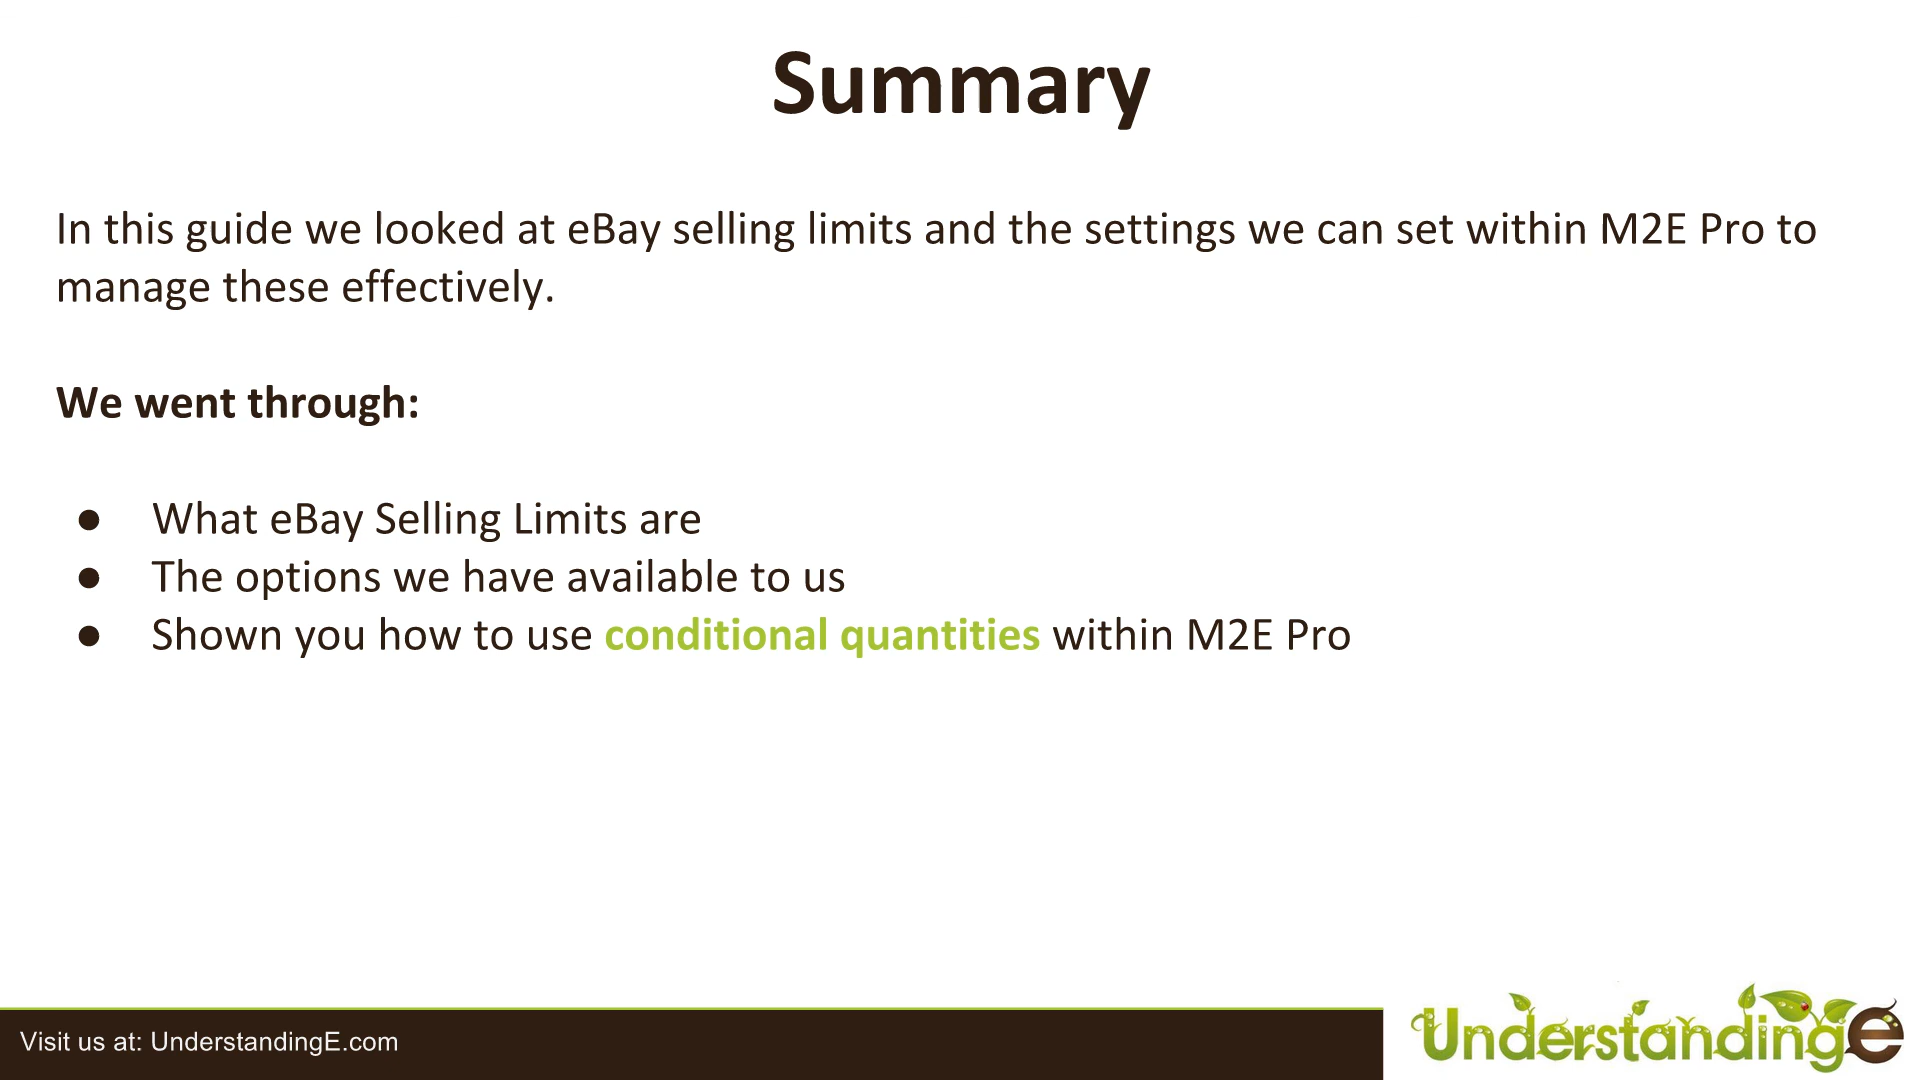 Summary
In this guide we looked at eBay selling limits and the settings we can set within M2E Pro to
manage these effectively.
We went through:
● What eBay Selling Limits are
● The options we have available to us
● Shown you how to use conditional quantities within M2E Pro
Visit us at: UnderstandingE.com
UnderstandingE